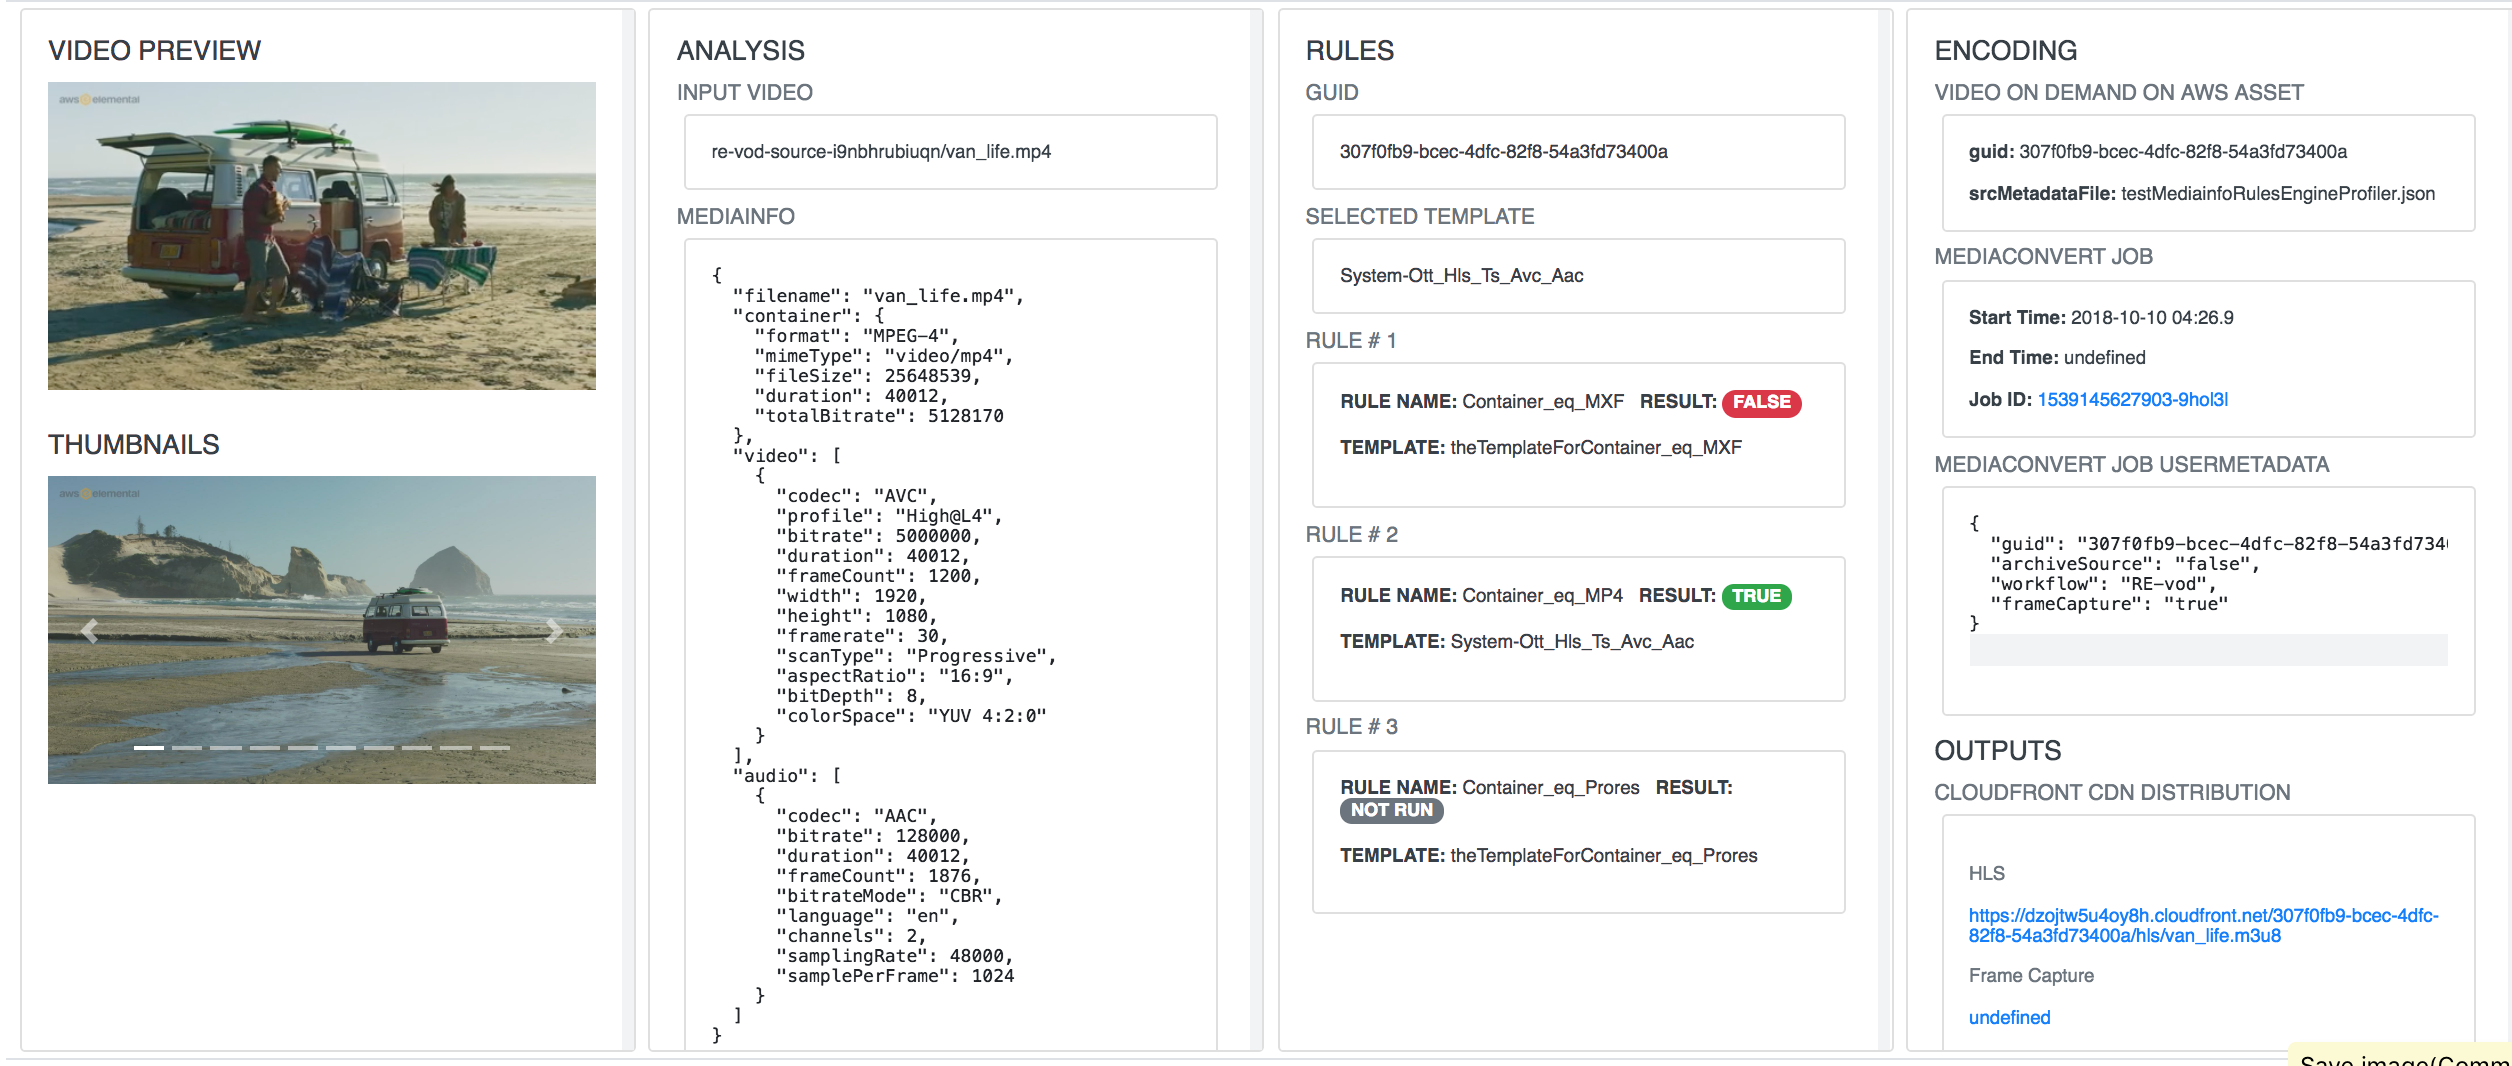 VIDEO PREVIEW
aws elemental
THUMBNAILS
aws elemental
ANALYSIS
INPUT VIDEO
re-vod-source-i9nbhrubiuqn/van_life.mp4
MEDIAINFO
{
"filename": "van_life.mp4",
"container": {
"format": "MPEG-4",
"mimeType": "video/mp4",
"fileSize": 25648539,
"duration": 40012,
"totalBitrate": 5128170
},
"video": [
{
"codec": "AVC",
"profile": "High@L4",
"bitrate": 5000000,
"duration": 40012,
"frameCount": 1200,
"width": 1920,
"height": 1080,
"framerate": 30,
"scanType": "Progressive",
"aspectRatio": "16:9",
"bitDepth": 8,
"colorSpace": "YUV 4:2:0"
}
],
"audio": [
{
"codec": "AAC",
"bitrate": 128000,
"duration": 40012,
"frameCount": 1876,
"bitrateMode": "CBR",
"language": "en",
"channels": 2,
"samplingRate": 48000,
"samplePerFrame": 1024
}
]
}
RULES
GUID
307f0fb9-bcec-4dfc-82f8-54a3fd73400a
SELECTED TEMPLATE
System-Ott_Hls_Ts_Avc_Aac
RULE # 1
RULE NAME: Container_eq_MXF RESULT: FALSE
TEMPLATE: theTemplateForContainer_eq_MXF
RULE # 2
RULE NAME: Container_eq_MP4 RESULT: TRUE
TEMPLATE: System-Ott_Hls_Ts_Avc_Aac
RULE # 3
RULE NAME: Container_eq_Prores RESULT:
NOT RUN
TEMPLATE: theTemplateForContainer_eq_Prores
ENCODING
VIDEO ON DEMAND ON AWS ASSET
guid: 307f0fb9-bcec-4dfc-82f8-54a3fd73400a
srcMetadataFile: testMediainfoRulesEngineProfiler.json
MEDIACONVERT JOB
Start Time: 2018-10-10 04:26.9
End Time: undefined
Job ID: 1539145627903-9hol3l
MEDIACONVERT JOB USERMETADATA
{
"guid": "307f0fb9-bcec-4dfc-82f8-54a3fd734
"archiveSource": "false",
"workflow": "RE-vod",
"frameCapture": "true"
}
OUTPUTS
CLOUDFRONT CDN DISTRIBUTION
HLS
https://dzojtw5u4oy8h.cloudfront.net/307f0fb9-bcec-4dfc-
82f8-54a3fd73400a/hls/van_life.m3u8
Frame Capture
undefined
Save image(Comm